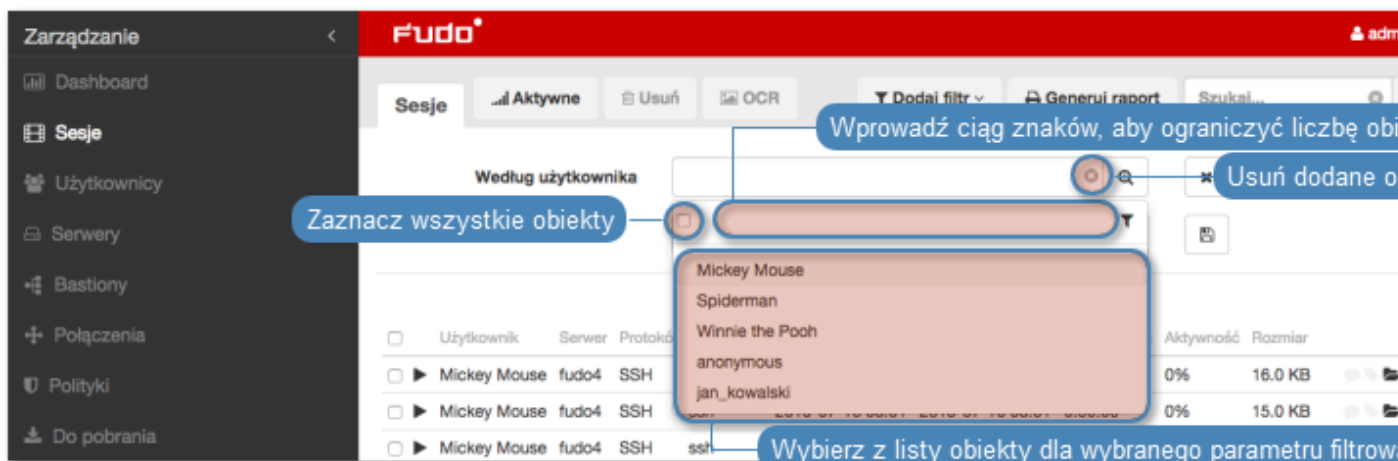 Zarządzanie
FUDO
Dashboard
Sesje
Aktywne
Usuń
OCR
Dodaj filtr
Generuj raport
Szukaj...
Sesje
Wprowadź ciąg znaków, aby ograniczyć liczbę
Użytkownicy
Według użytkownika
Usuń dodane
Zaznacz wszystkie obiekty
Serwery
Bastiony
Mickey Mouse
Spiderman
Winnie the Pooh
anonymous
jan_kowalski
Połączenia
Użytkownik Serwer Aktywność Rozmiar
Polityki
Mickey Mouse fudo4 SSH 0% 16.0 KB
Mickey Mouse fudo4 SSH 0% 15.0 KB
Do pobrania
Mickey Mouse fudo4 SSH ssh
Wybierz z listy obiekty dla wybranego parametru